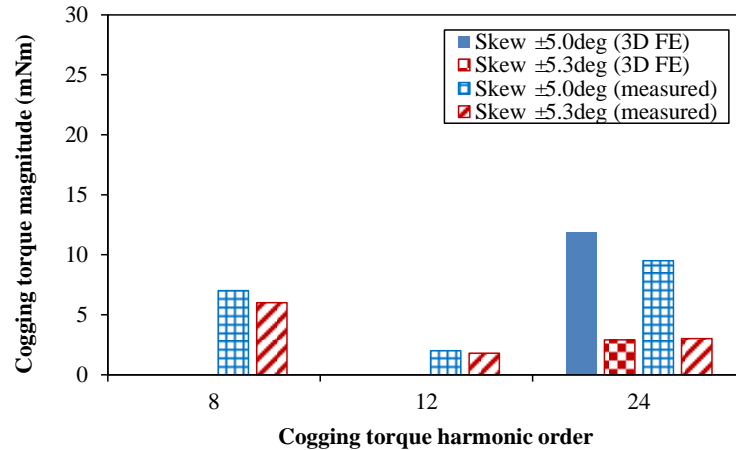 30
25
20
15
10
5
0
Cogging torque magnitude (mNm)
Skew ±5.0deg (3D FE)
Skew ±5.3deg (3D FE)
Skew ±5.0deg (measured)
Skew ±5.3deg (measured)
8 12 24
Cogging torque harmonic order